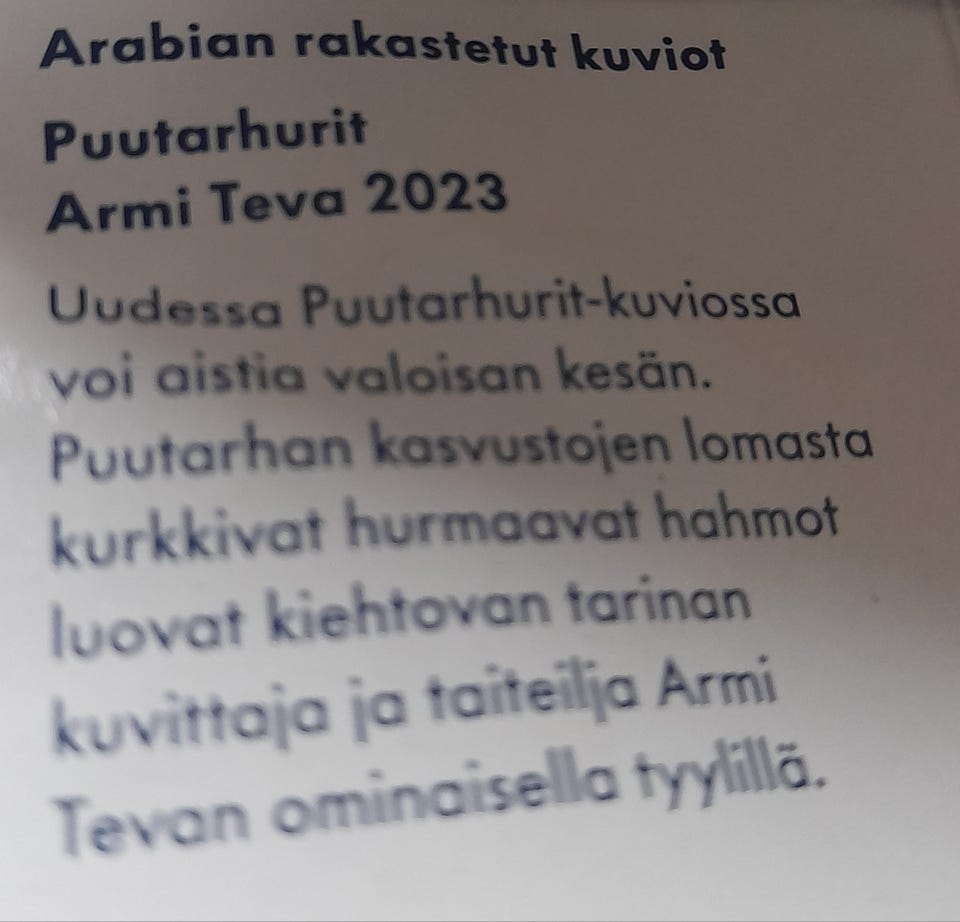 Arabian rakastetut kuviot
Puutarhurit
Armi Teva 2023
Uudessa Puutarhurit-kuviossa
voi aistia valoisan kesän.
Puutarhan kasvustojen lomasta
kurkkivat hurmaavat hahmot
luovat kiehtovan tarinan
kuvittaja ja taiteilija Armi
Tevan ominaisella tyylillä.